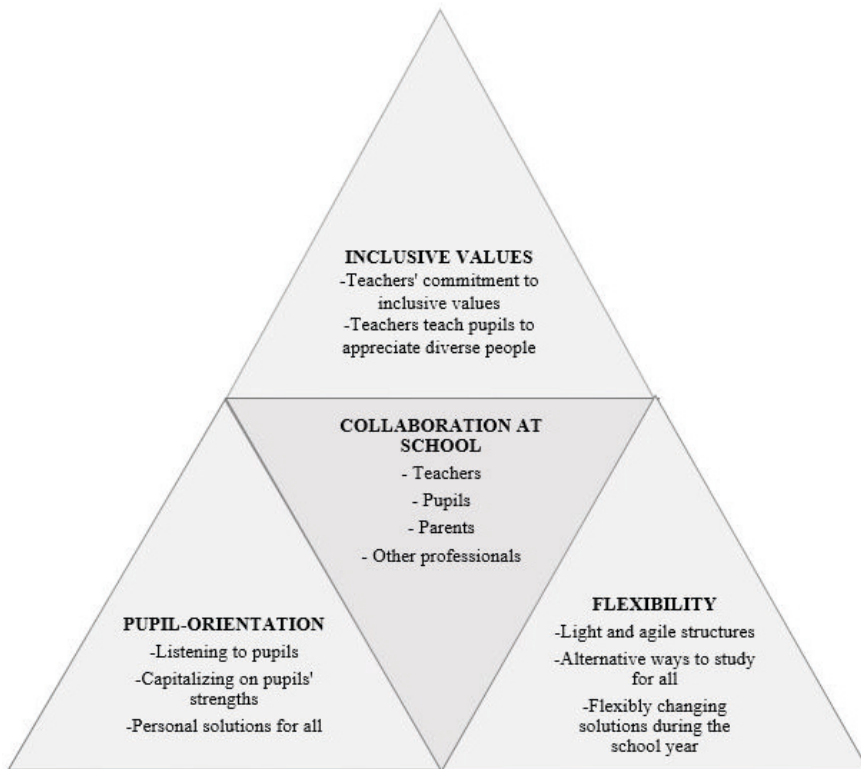 INCLUSIVE VALUES
-Teachers' commitment to
inclusive values
-Teachers teach pupils to
appreciate diverse people
COLLABORATION AT
SCHOOL
- Teachers
- Pupils
- Parents
- Other professionals
PUPIL-ORIENTATION
-Listening to pupils
-Capitalizing on pupils'
strengths
-Personal solutions for all
FLEXIBILITY
-Light and agile structures
-Alternative ways to study
for all
-Flexibly changing
solutions during the
school year